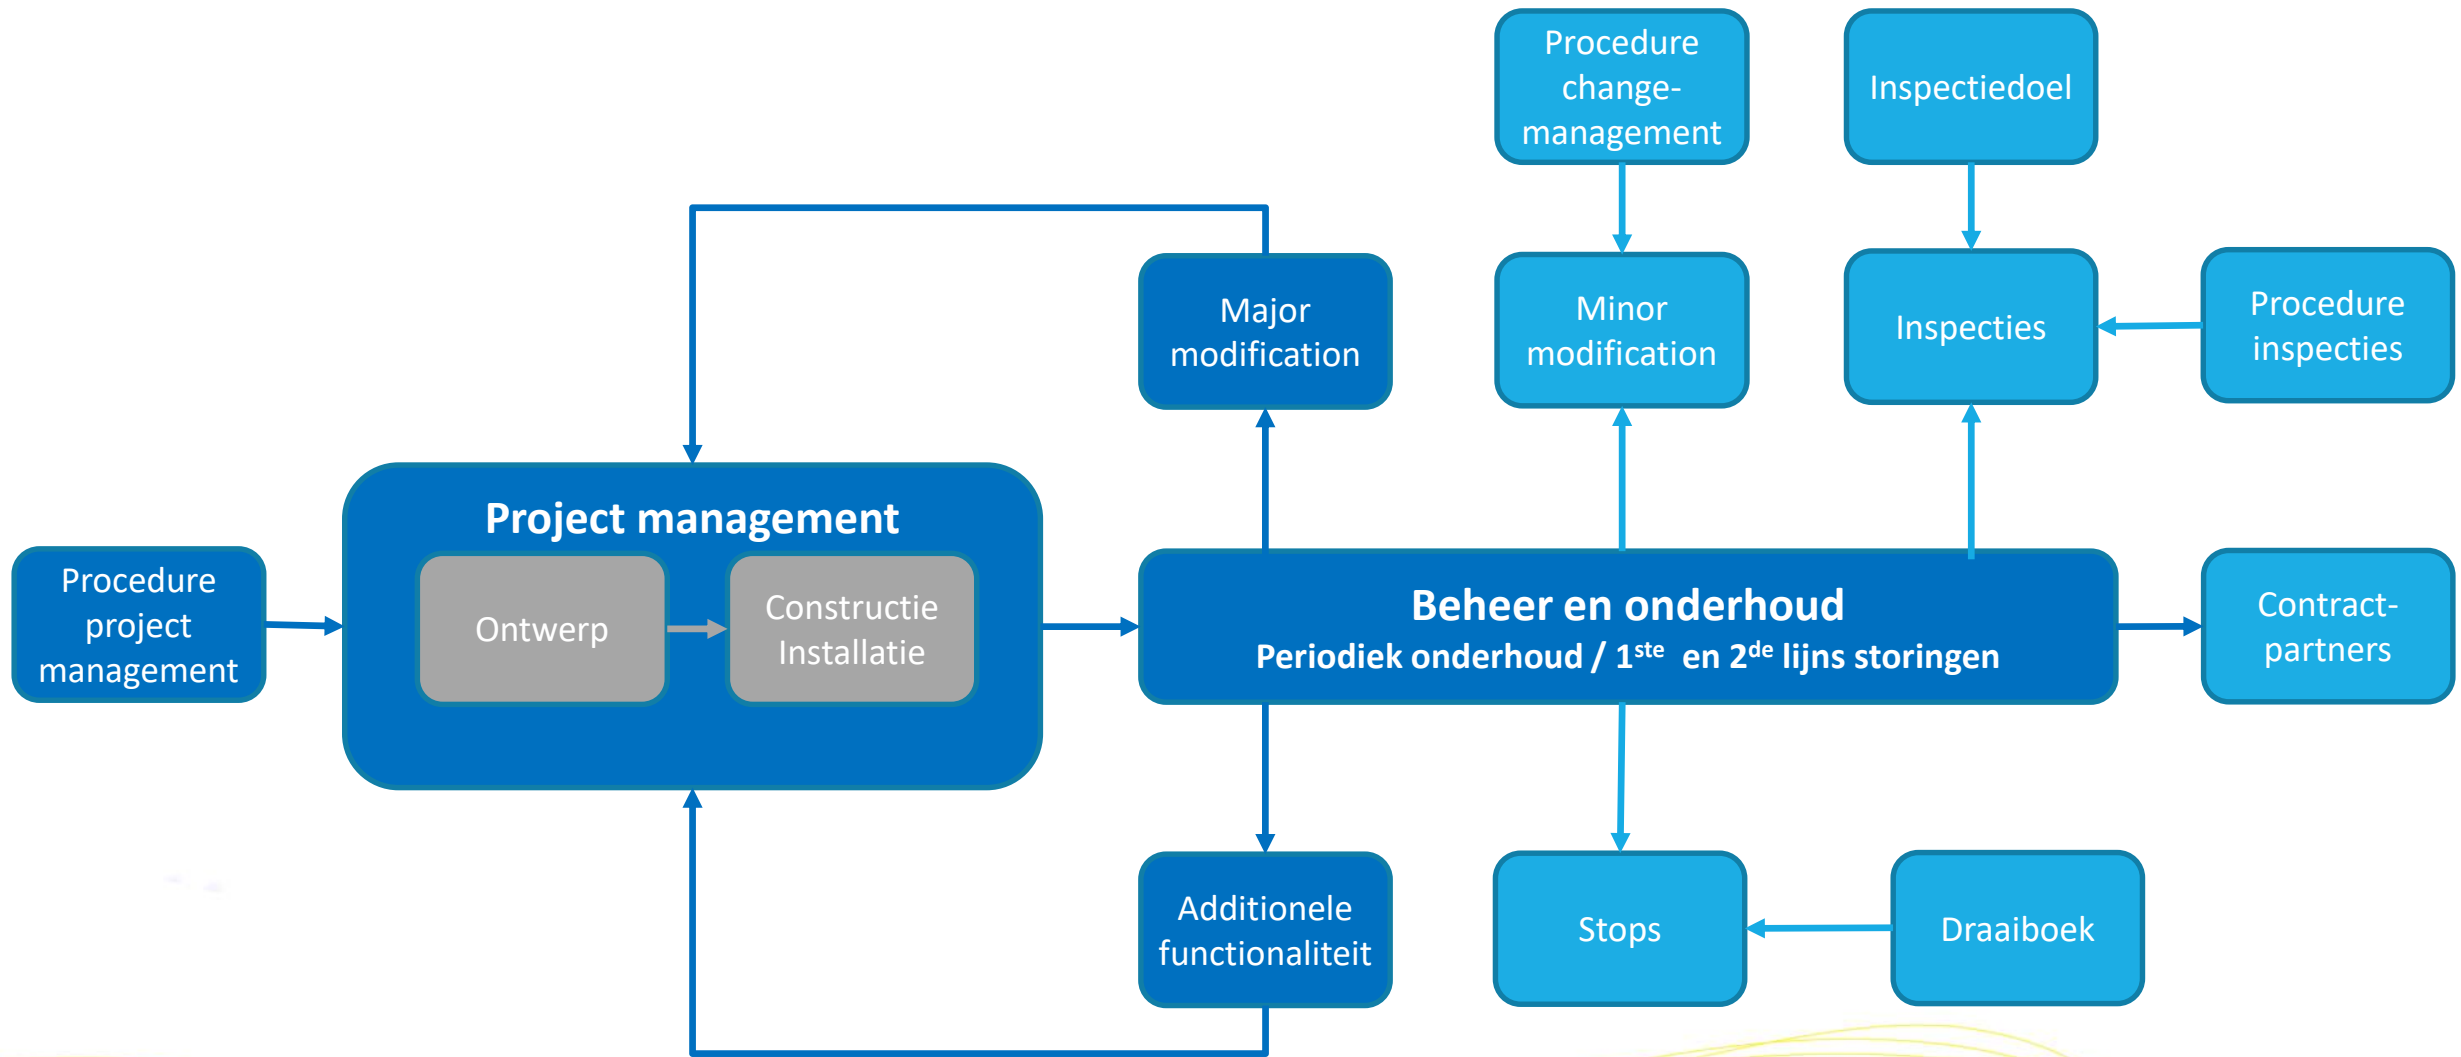 Procedure
change-
management
Inspectiedoel
Major
modification
Minor
modification
Inspecties
Procedure
inspecties
Project management
Procedure
project
management
Ontwerp
Constructie
Installatie
Beheer en onderhoud
Periodiek onderhoud / 1ste en 2de lijns storingen
Contract-
partners
Additionele
functionaliteit
Stops
Draaiboek